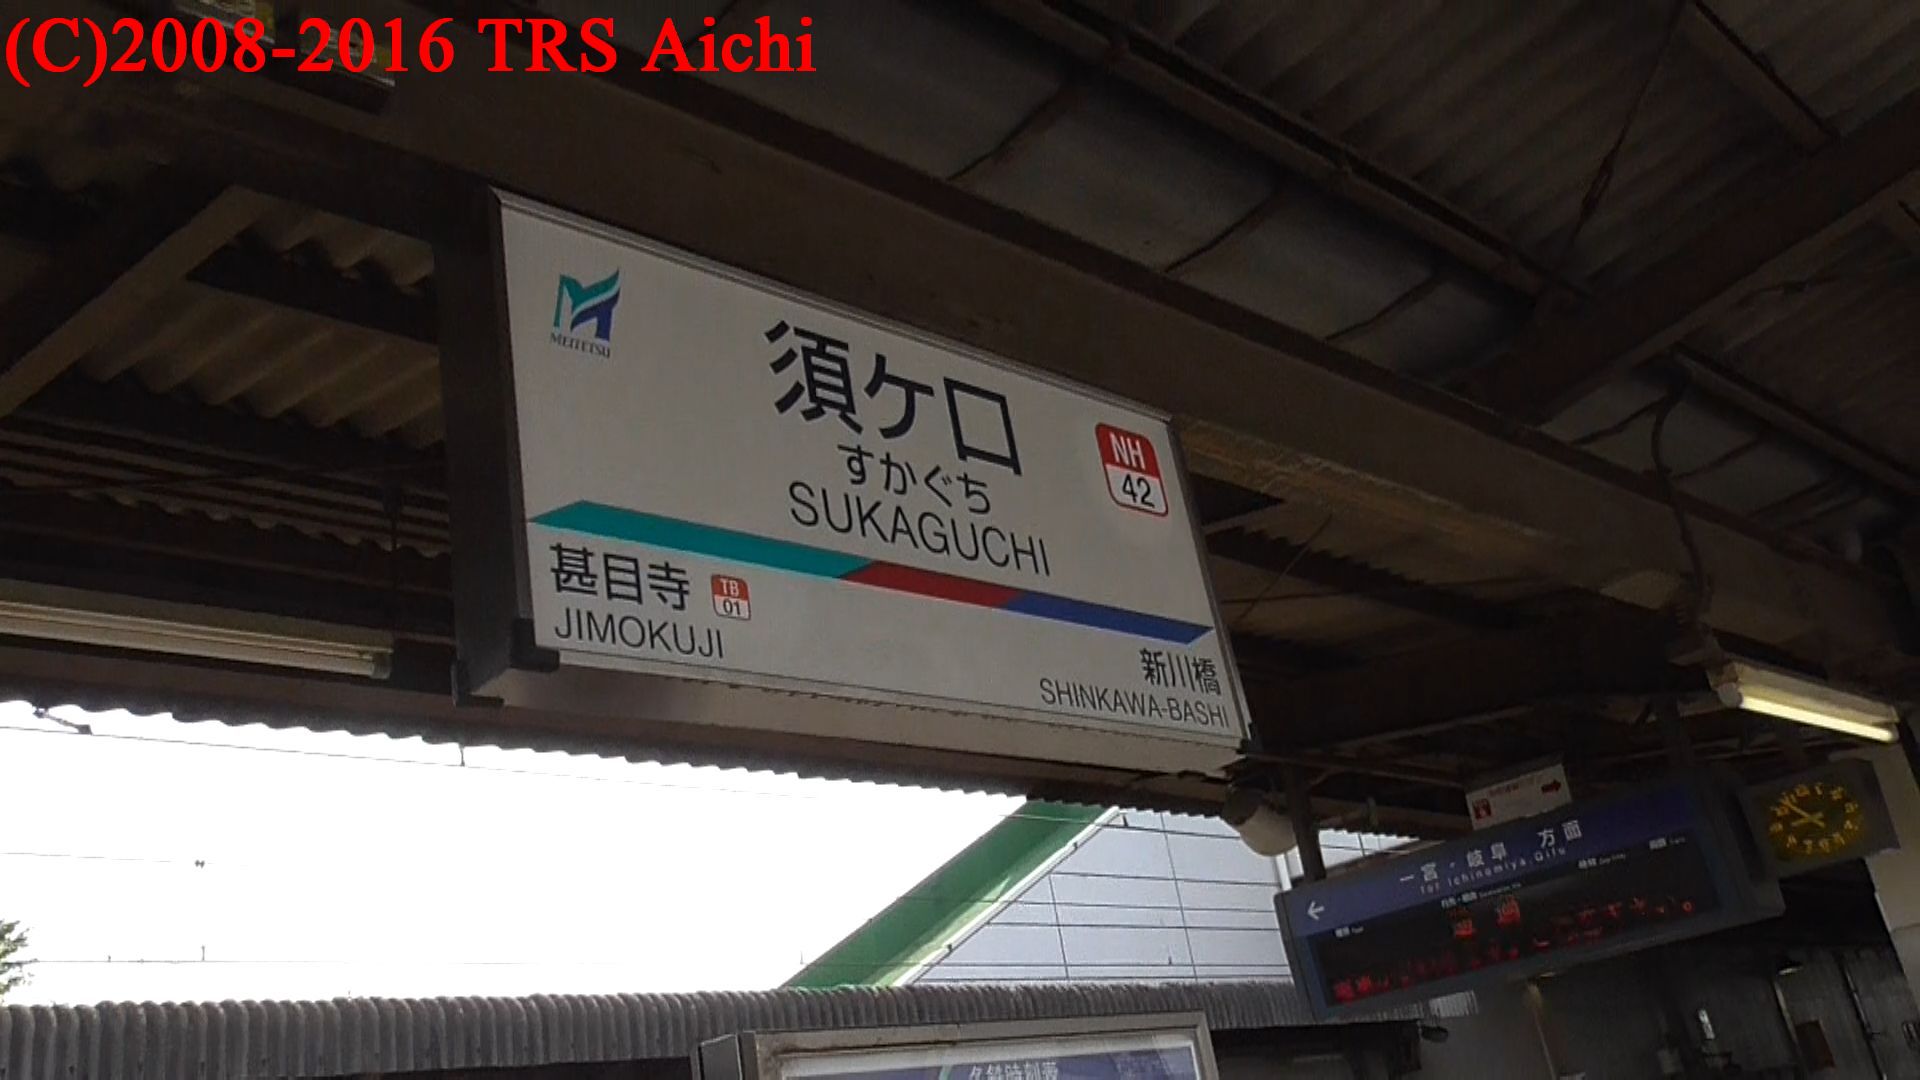 (C)2008-2016 TRS Aichi
MEITETSU
須ケ口
すかぐち
SUKAGUCHI
NH
42
甚目寺
TB
01
JIMOKUJI
新川橋
SHINKAWA-BASHI
一宮・岐阜 方面
for Ichinomiya, Gifu